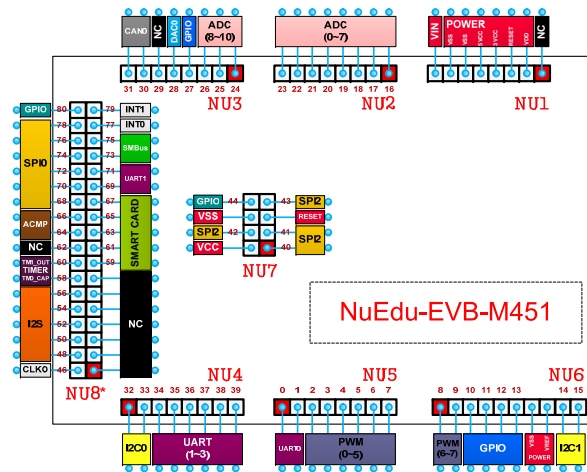 CAN0
NC
DAC0
GPIO
ADC
(8~10)
ADC
(0~7)
VIN
POWER
VSS
VSS
5 VCC
3 VCC
RESET
VDD
NC
31 30 29 28 27 26 25 24
NU3
23 22 21 20 19 18 17 16
NU2
NU1
GPIO 80 79 INT1
78 77 INT0
SPI0
76 75 SMBus
74 73
72 71 UART1
70 69
68 67 SMART CARD
ACMP 66 65
64 63
NC 62 61
TM1_OUT 60 59
TIMER
TM0_CAP 58
56
I2S
54
52
50
48
CLK0 46
NC
NU8*
GPIO 44 43 SPI2
VSS RESET
SPI2 42 41 SPI2
VCC 40
NU7
NuEdu-EVB-M451
NU4
32 33 34 35 36 37 38 39
I2C0
UART
(1~3)
NU5
0 1 2 3 4 5 6 7
UART0
PWM
(0~5)
NU6
8 9 10 11 12 13 14 15
PWM
(6~7)
GPIO
VSS
POWER
VREF
I2C1